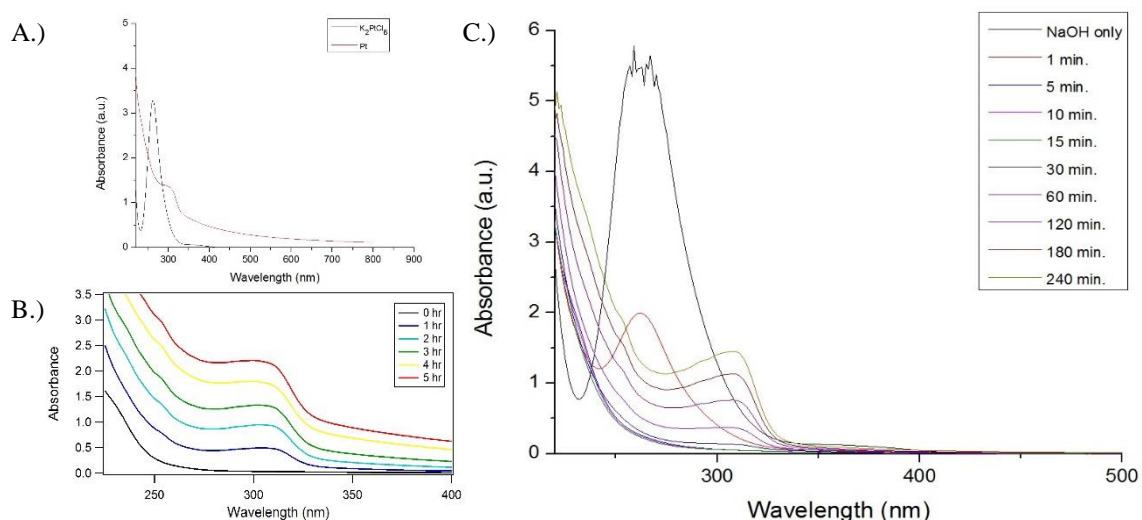 A.)
K₂PtCl₆
Pt
5
4
3
2
1
0
300 400 500 600 700 800 900
Absorbance (a.u.)
Wavelength (nm)
B.)
3.5
3.0
2.5
2.0
1.5
1.0
0.5
0.0
250 300 350 400
Absorbance
Wavelength (nm)
0 hr
1 hr
2 hr
3 hr
4 hr
5 hr
C.)
6
5
4
3
2
1
0
300 400 500
Absorbance (a.u.)
Wavelength (nm)
NaOH only
1 min.
5 min.
10 min.
15 min.
30 min.
60 min.
120 min.
180 min.
240 min.